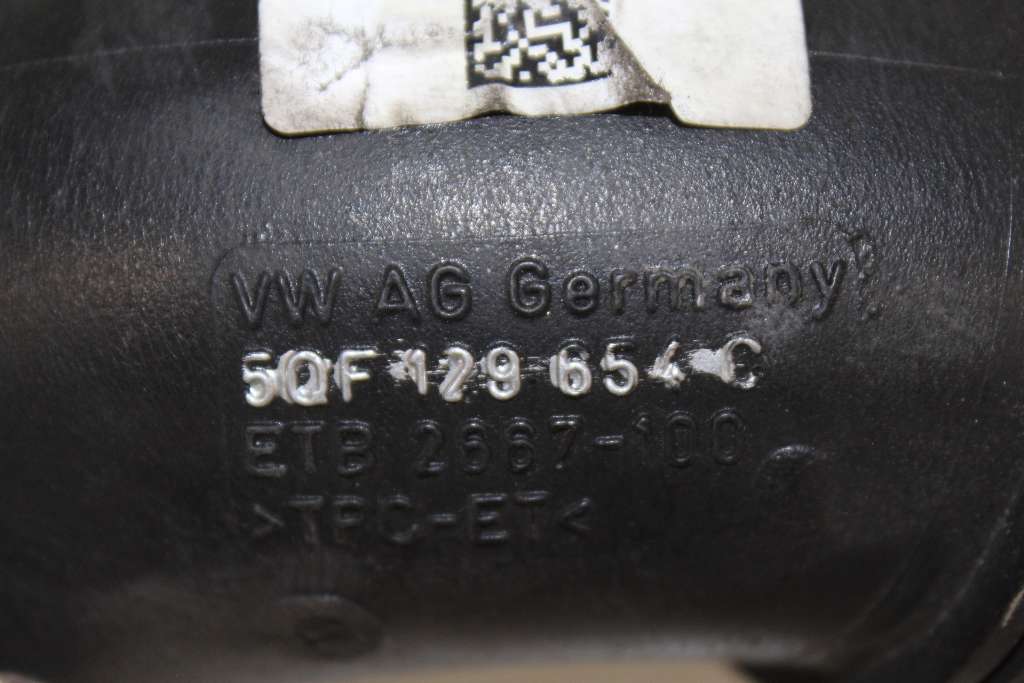 VW AG Germany
5QF 129 654 C
ETB 2667-100
>TPC-ET<